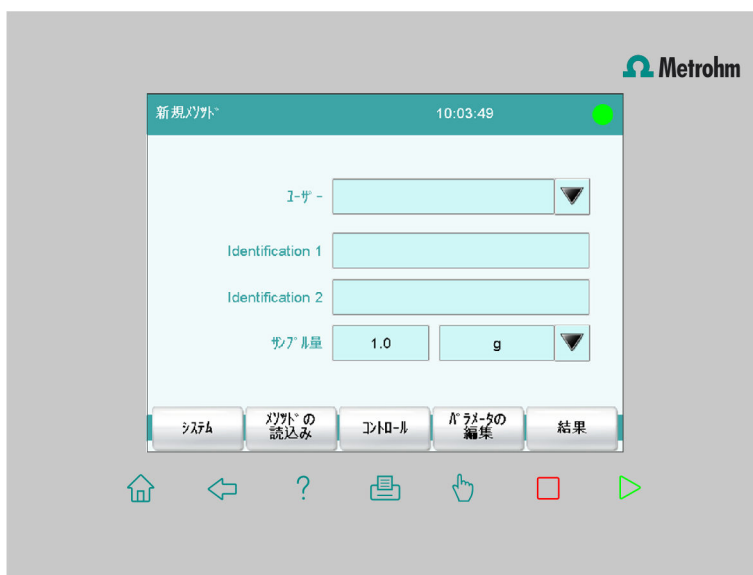 Metrohm
新規ﾒｿｯﾄﾞ 10:03:49
ﾕｰｻﾞｰ
Identification 1
Identification 2
ｻﾝﾌﾟﾙ量 1.0 g
ｼｽﾃﾑ
ﾒｿｯﾄﾞの
読込み
ｺﾝﾄﾛｰﾙ
ﾊﾟﾗﾒｰﾀの
編集
結果
?